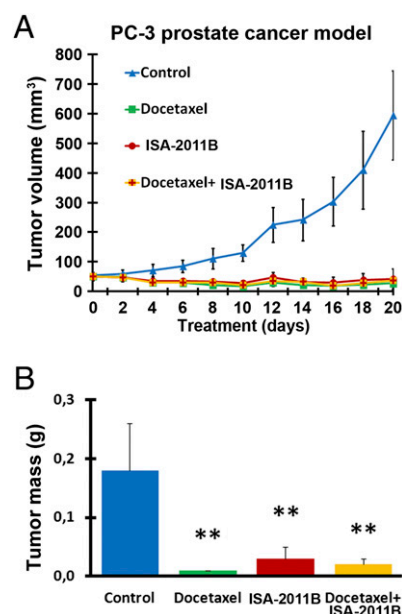 A
PC-3 prostate cancer model
Tumor volume (mm³)
800
700
600
500
400
300
200
100
0
Control
Docetaxel
ISA-2011B
Docetaxel+ ISA-2011B
0 2 4 6 8 10 12 14 16 18 20
Treatment (days)
B
Tumor mass (g)
0,3
0,2
0,1
0,0
** ** **
Control Docetaxel ISA-2011B Docetaxel+
ISA-2011B